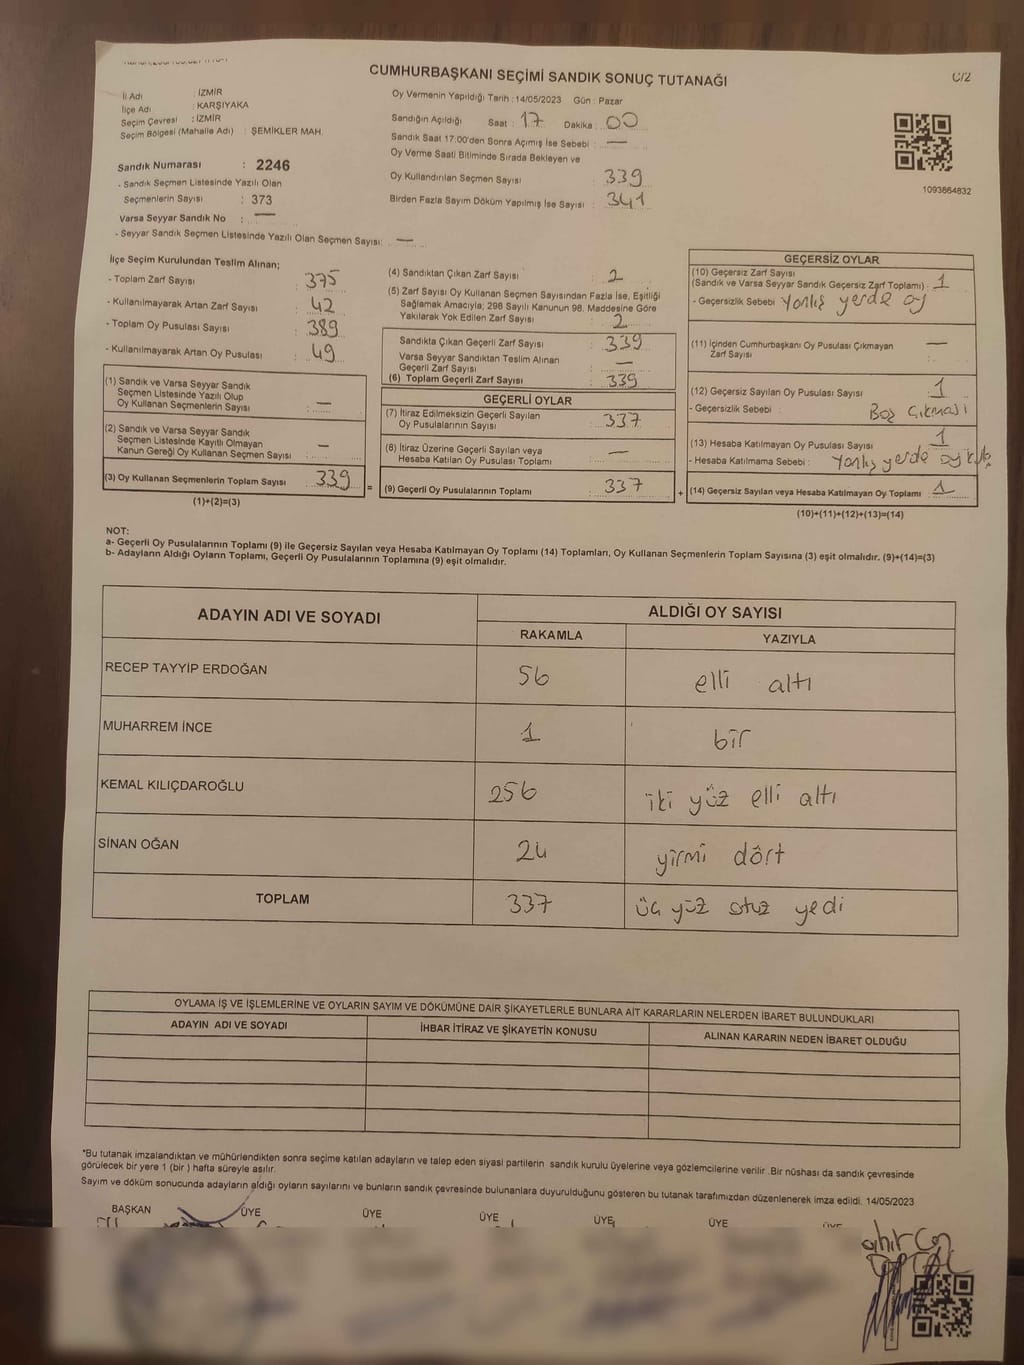 CUMHURBAŞKANI SEÇİMİ SANDIK SONUÇ TUTANAĞI
C/2
İl Adı : İZMİR
İlçe Adı : KARŞIYAKA
Seçim Çevresi : İZMİR
Seçim Bölgesi (Mahalle Adı) : ŞEMİKLER MAH.
Sandık Numarası : 2246
- Sandık Seçmen Listesinde Yazılı Olan
Seçmenlerin Sayısı : 373
Varsa Seyyar Sandık No : —
- Seyyar Sandık Seçmen Listesinde Yazılı Olan Seçmen Sayısı: —
Oy Vermenin Yapıldığı Tarih : 14/05/2023 Gün : Pazar
Sandığın Açıldığı Saat : 17 Dakika : 00
Sandık Saat 17:00'den Sonra Açımış İse Sebebi : —
Oy Verme Saati Bitiminde Sırada Bekleyen ve
Oy Kullandırılan Seçmen Sayısı : 339
Birden Fazla Sayım Döküm Yapılmış İse Sayısı : 341
1093664832
İlçe Seçim Kurulundan Teslim Alınan;
- Toplam Zarf Sayısı : 375
- Kullanılmayarak Artan Zarf Sayısı : 42
- Toplam Oy Pusulası Sayısı : 389
- Kullanılmayarak Artan Oy Pusulası : 49
(1) Sandık ve Varsa Seyyar Sandık
Seçmen Listesinde Yazılı Olup
Oy Kullanan Seçmenlerin Sayısı : —
(2) Sandık ve Varsa Seyyar Sandık
Seçmen Listesinde Kayıtlı Olmayan
Kanun Gereği Oy Kullanan Seçmen Sayısı : —
(3) Oy Kullanan Seçmenlerin Toplam Sayısı : 339
(1)+(2)=(3)
(4) Sandıktan Çıkan Zarf Sayısı : 2
(5) Zarf Sayısı Oy Kullanan Seçmen Sayısından Fazla İse, Eşitliği
Sağlamak Amacıyla; 298 Sayılı Kanunun 98. Maddesine Göre
Yakılarak Yok Edilen Zarf Sayısı : 2
Sandıkta Çıkan Geçerli Zarf Sayısı : 339
Varsa Seyyar Sandıktan Teslim Alınan
Geçerli Zarf Sayısı : —
(6) Toplam Geçerli Zarf Sayısı : 339
GEÇERLİ OYLAR
(7) İtiraz Edilmeksizin Geçerli Sayılan
Oy Pusulalarının Sayısı : 337
(8) İtiraz Üzerine Geçerli Sayılan veya
Hesaba Katılan Oy Pusulası Toplamı : —
= (9) Geçerli Oy Pusulalarının Toplamı : 337 +
GEÇERSİZ OYLAR
(10) Geçersiz Zarf Sayısı
(Sandık ve Varsa Seyyar Sandık Geçersiz Zarf Toplamı) : 1
- Geçersizlik Sebebi : Yanlış yerde oy
(11) İçinden Cumhurbaşkanı Oy Pusulası Çıkmayan
Zarf Sayısı : —
(12) Geçersiz Sayılan Oy Pusulası Sayısı : 1
- Geçersizlik Sebebi : Boş çıkması
(13) Hesaba Katılmayan Oy Pusulası Sayısı : 1
- Hesaba Katılmama Sebebi : Yanlış yerde oy
(14) Geçersiz Sayılan veya Hesaba Katılmayan Oy Toplamı : 1
(10)+(11)+(12)+(13)=(14)
NOT:
a- Geçerli Oy Pusulalarının Toplamı (9) ile Geçersiz Sayılan veya Hesaba Katılmayan Oy Toplamı (14) Toplamları, Oy Kullanan Seçmenlerin Toplam Sayısına (3) eşit olmalıdır. (9)+(14)=(3)
b- Adayların Aldığı Oyların Toplamı, Geçerli Oy Pusulalarının Toplamına (9) eşit olmalıdır.
ADAYIN ADI VE SOYADI ALDIĞI OY SAYISI
RAKAMLA YAZIYLA
RECEP TAYYİP ERDOĞAN 56 elli altı
MUHARREM İNCE 1 bir
KEMAL KILIÇDAROĞLU 256 iki yüz elli altı
SİNAN OĞAN 24 yirmi dört
TOPLAM 337 üç yüz otuz yedi
OYLAMA İŞ VE İŞLEMLERİNE VE OYLARIN SAYIM VE DÖKÜMÜNE DAİR ŞİKAYETLERLE BUNLARA AİT KARARLARIN NELERDEN İBARET BULUNDUKLARI
ADAYIN ADI VE SOYADI İHBAR İTİRAZ VE ŞİKAYETİN KONUSU ALINAN KARARIN NEDEN İBARET OLDUĞU
*Bu tutanak imzalandıktan ve mühürlendikten sonra seçime katılan adayların ve talep eden siyasi partilerin sandık kurulu üyelerine veya gözlemcilerine verilir .Bir nüshası da sandık çevresinde
görülecek bir yere 1 (bir ) hafta süreyle asılır.
Sayım ve döküm sonucunda adayların aldığı oyların sayılarını ve bunların sandık çevresinde bulunanlara duyurulduğunu gösteren bu tutanak tarafımızdan düzenlenerek imza edildi. 14/05/2023
BAŞKAN ÜYE ÜYE ÜYE ÜYE ÜYE